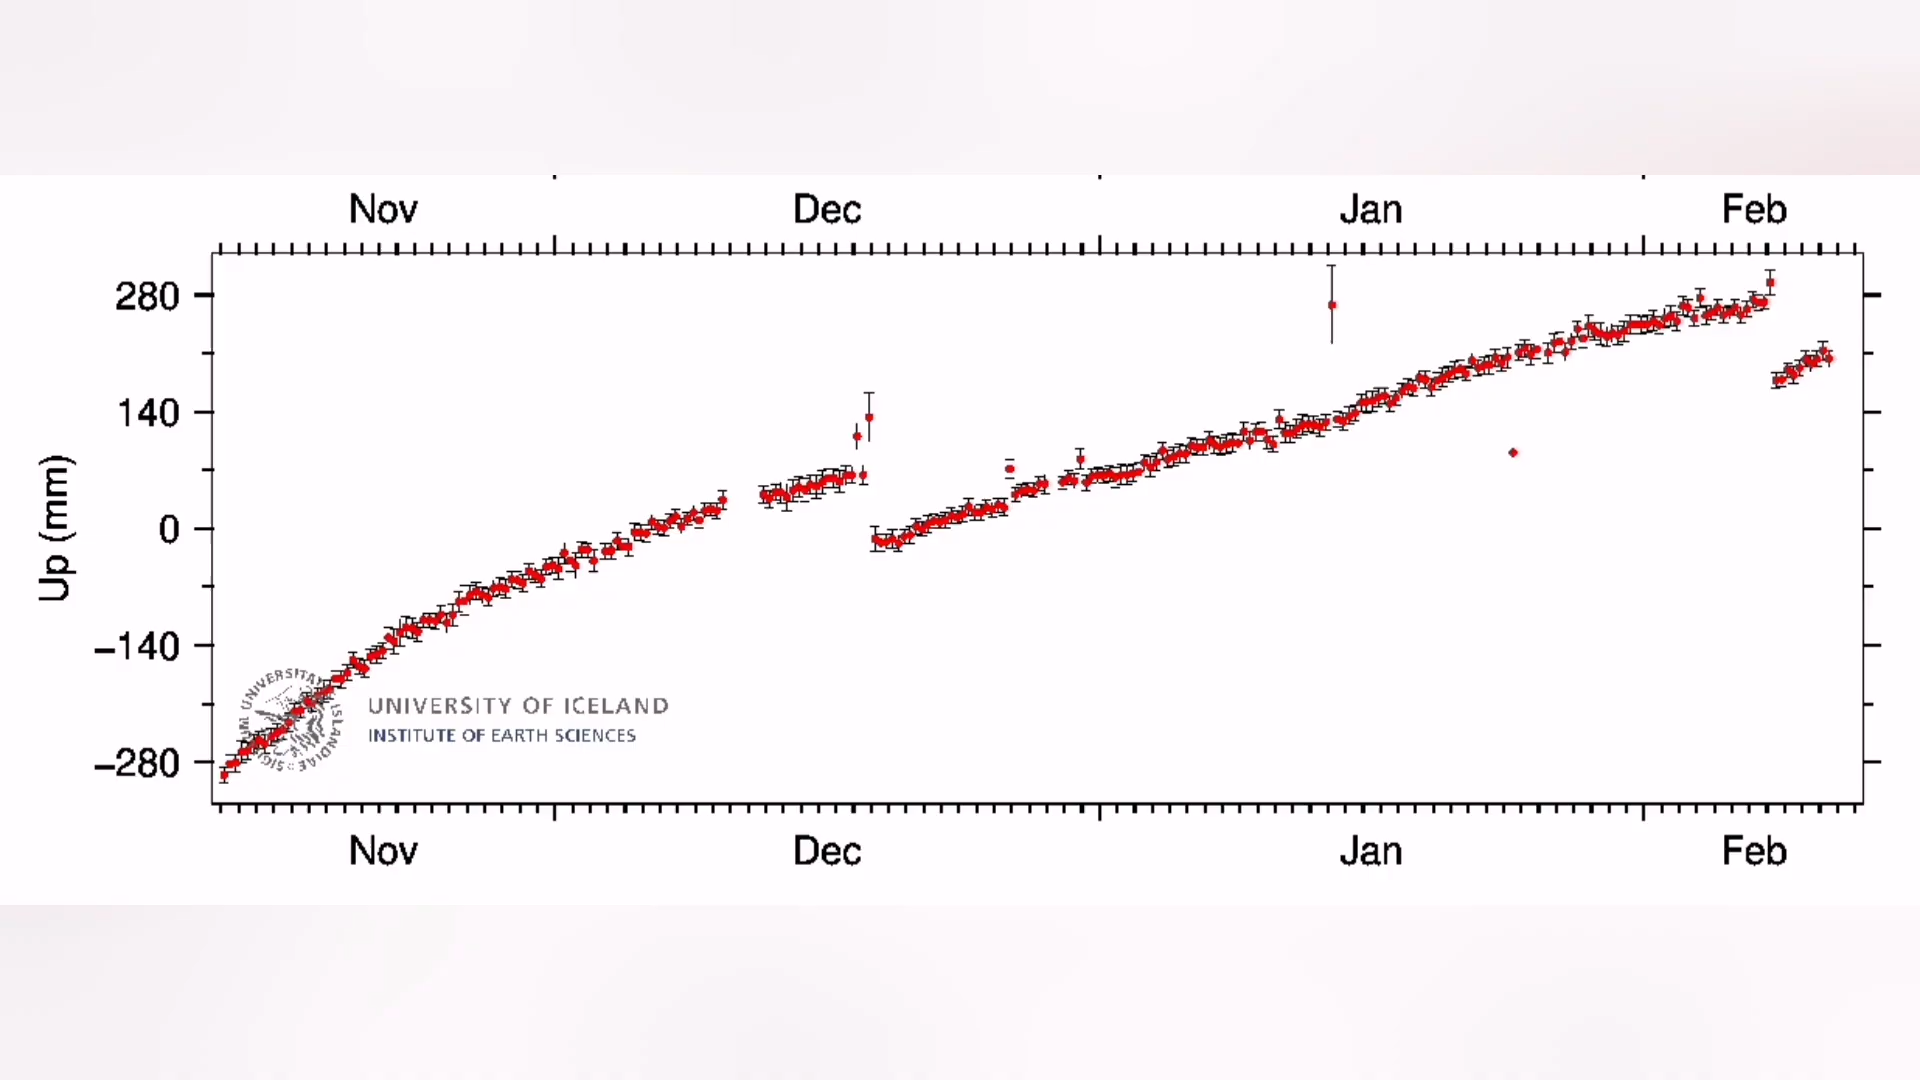 Nov Dec Jan Feb
280
140
0
−140
−280
Up (mm)
UNIVERSITY OF ICELAND
INSTITUTE OF EARTH SCIENCES
Nov Dec Jan Feb